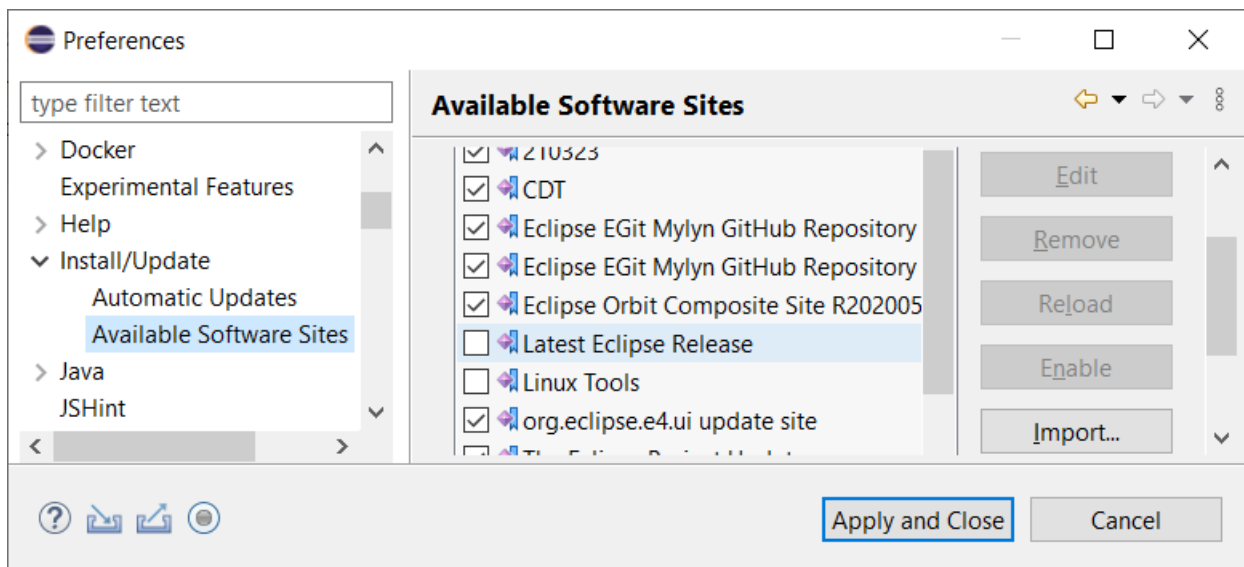 Preferences
type filter text
Docker
Experimental Features
Help
Install/Update
Automatic Updates
Available Software Sites
Java
JSHint
Available Software Sites
210323
CDT
Eclipse EGit Mylyn GitHub Repository
Eclipse EGit Mylyn GitHub Repository
Eclipse Orbit Composite Site R202005
Latest Eclipse Release
Linux Tools
org.eclipse.e4.ui update site
Edit
Remove
Reload
Enable
Import...
Apply and Close
Cancel